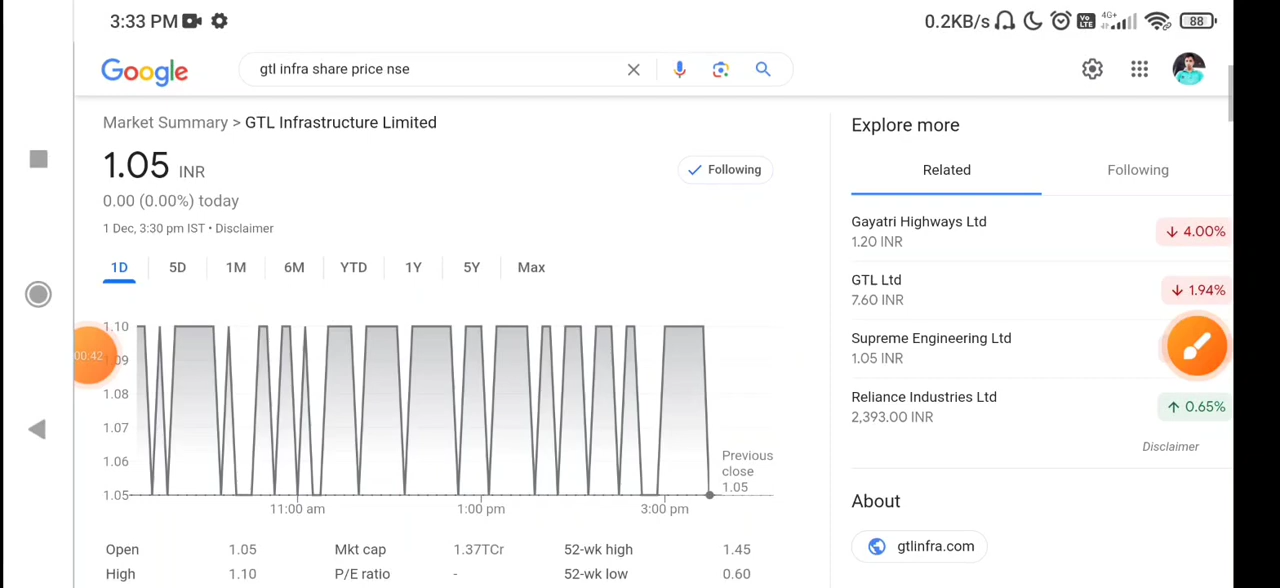 3:33 PM
0.2KB/s Vo LTE 4G+ 88
Google
gtl infra share price nse
Market Summary > GTL Infrastructure Limited
1.05 INR
Following
0.00 (0.00%) today
1 Dec, 3:30 pm IST • Disclaimer
1D 5D 1M 6M YTD 1Y 5Y Max
1.10
00:42
09
1.08
1.07
1.06
1.05
Previous
close
1.05
11:00 am 1:00 pm 3:00 pm
Open 1.05 Mkt cap 1.37TCr 52-wk high 1.45
High 1.10 P/E ratio - 52-wk low 0.60
Explore more
Related Following
Gayatri Highways Ltd
1.20 INR
↓ 4.00%
GTL Ltd
7.60 INR
↓ 1.94%
Supreme Engineering Ltd
1.05 INR
Reliance Industries Ltd
2,393.00 INR
↑ 0.65%
Disclaimer
About
gtlinfra.com